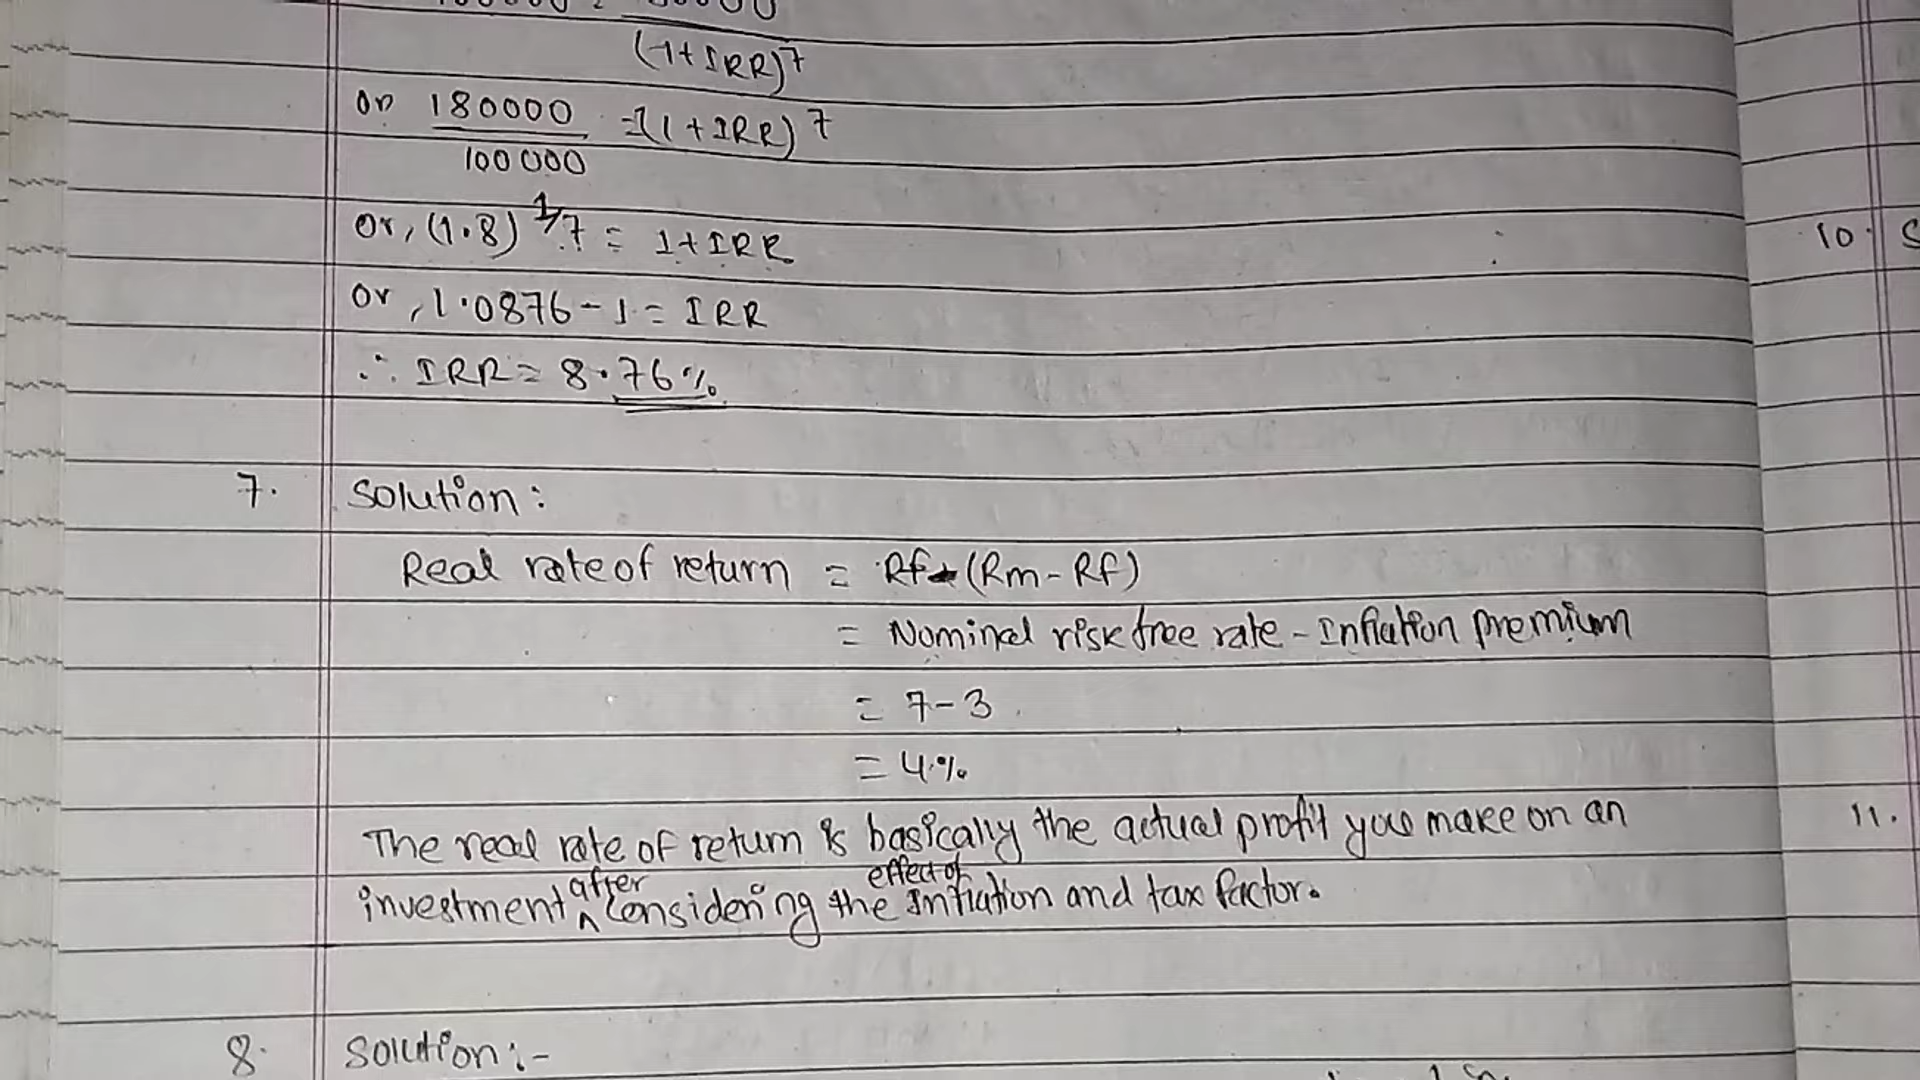 (1+IRR)7
or 180000 = 1(1+IRR)7
100000
or, (1.8) 1/7 = 1+IRR
or, 1.0876 - 1 = IRR
∴ IRR = 8.76%
7. Solution:
Real rate of return = Rf - (Rm - Rf)
= Nominal risk free rate - Inflation premium
= 7-3
= 4%
The real rate of return is basically the actual profit you make on an
investment after considering the effect of Inflation and tax factor.
8. Solution:-
10.
11.